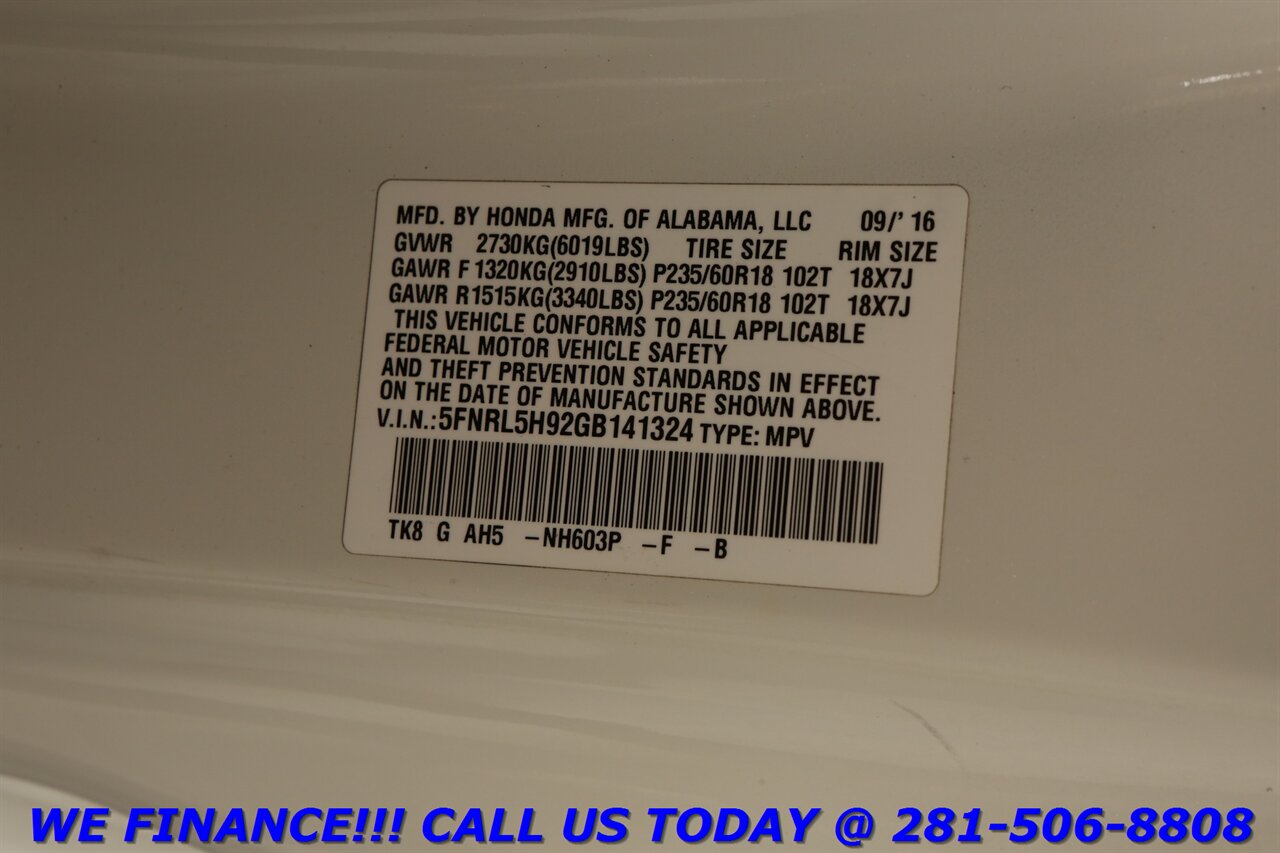 MFD. BY HONDA MFG. OF ALABAMA, LLC 09/' 16
GVWR 2730KG(6019LBS) TIRE SIZE RIM SIZE
GAWR F 1320KG(2910LBS) P235/60R18 102T 18X7J
GAWR R1515KG(3340LBS) P235/60R18 102T 18X7J
THIS VEHICLE CONFORMS TO ALL APPLICABLE
FEDERAL MOTOR VEHICLE SAFETY
AND THEFT PREVENTION STANDARDS IN EFFECT
ON THE DATE OF MANUFACTURE SHOWN ABOVE.
V.I.N.:5FNRL5H92GB141324 TYPE: MPV
TK8 G AH5 –NH603P –F –B
WE FINANCE!!! CALL US TODAY @ 281-506-8808